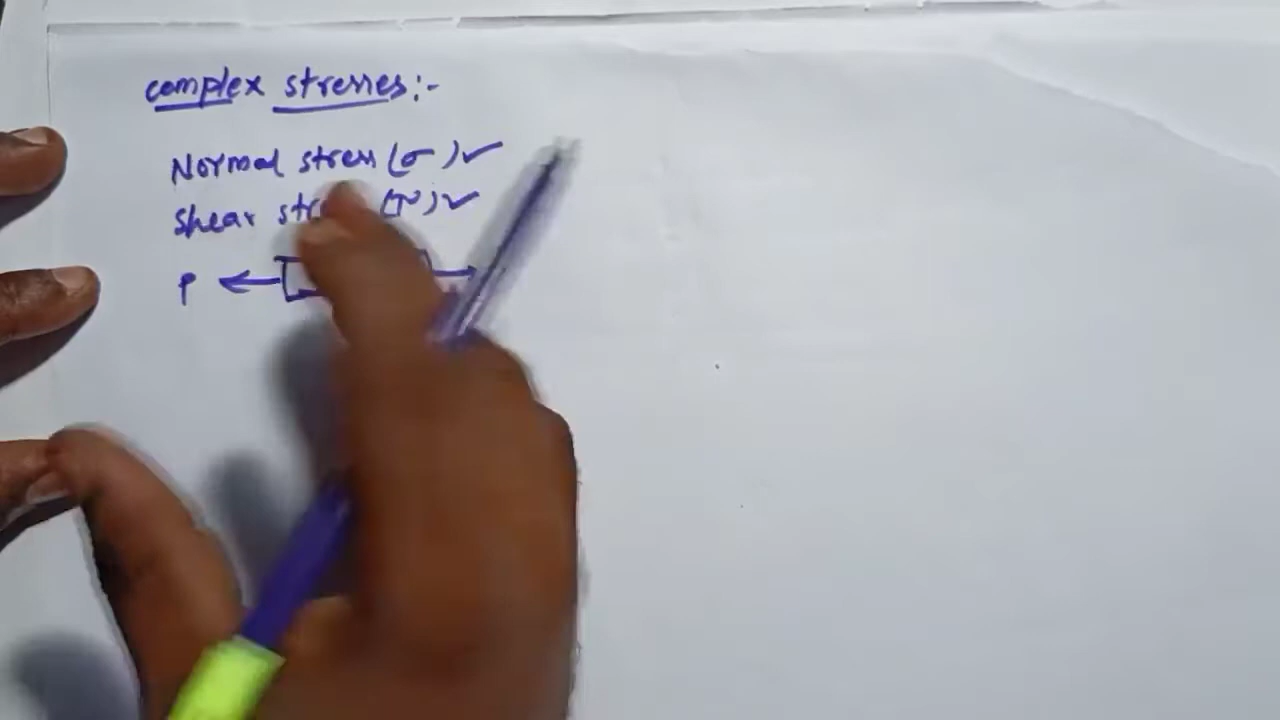 complex stresses:-
Normal stress (σ) ✓
Shear (τ) ✓
P